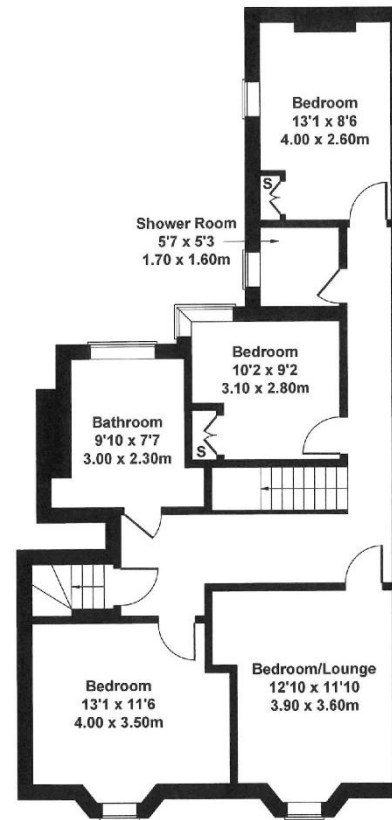 Bedroom
13'1 x 8'6
4.00 x 2.60m
S
Shower Room
5'7 x 5'3
1.70 x 1.60m
Bedroom
10'2 x 9'2
3.10 x 2.80m
S
Bathroom
9'10 x 7'7
3.00 x 2.30m
Bedroom
13'1 x 11'6
4.00 x 3.50m
Bedroom/Lounge
12'10 x 11'10
3.90 x 3.60m